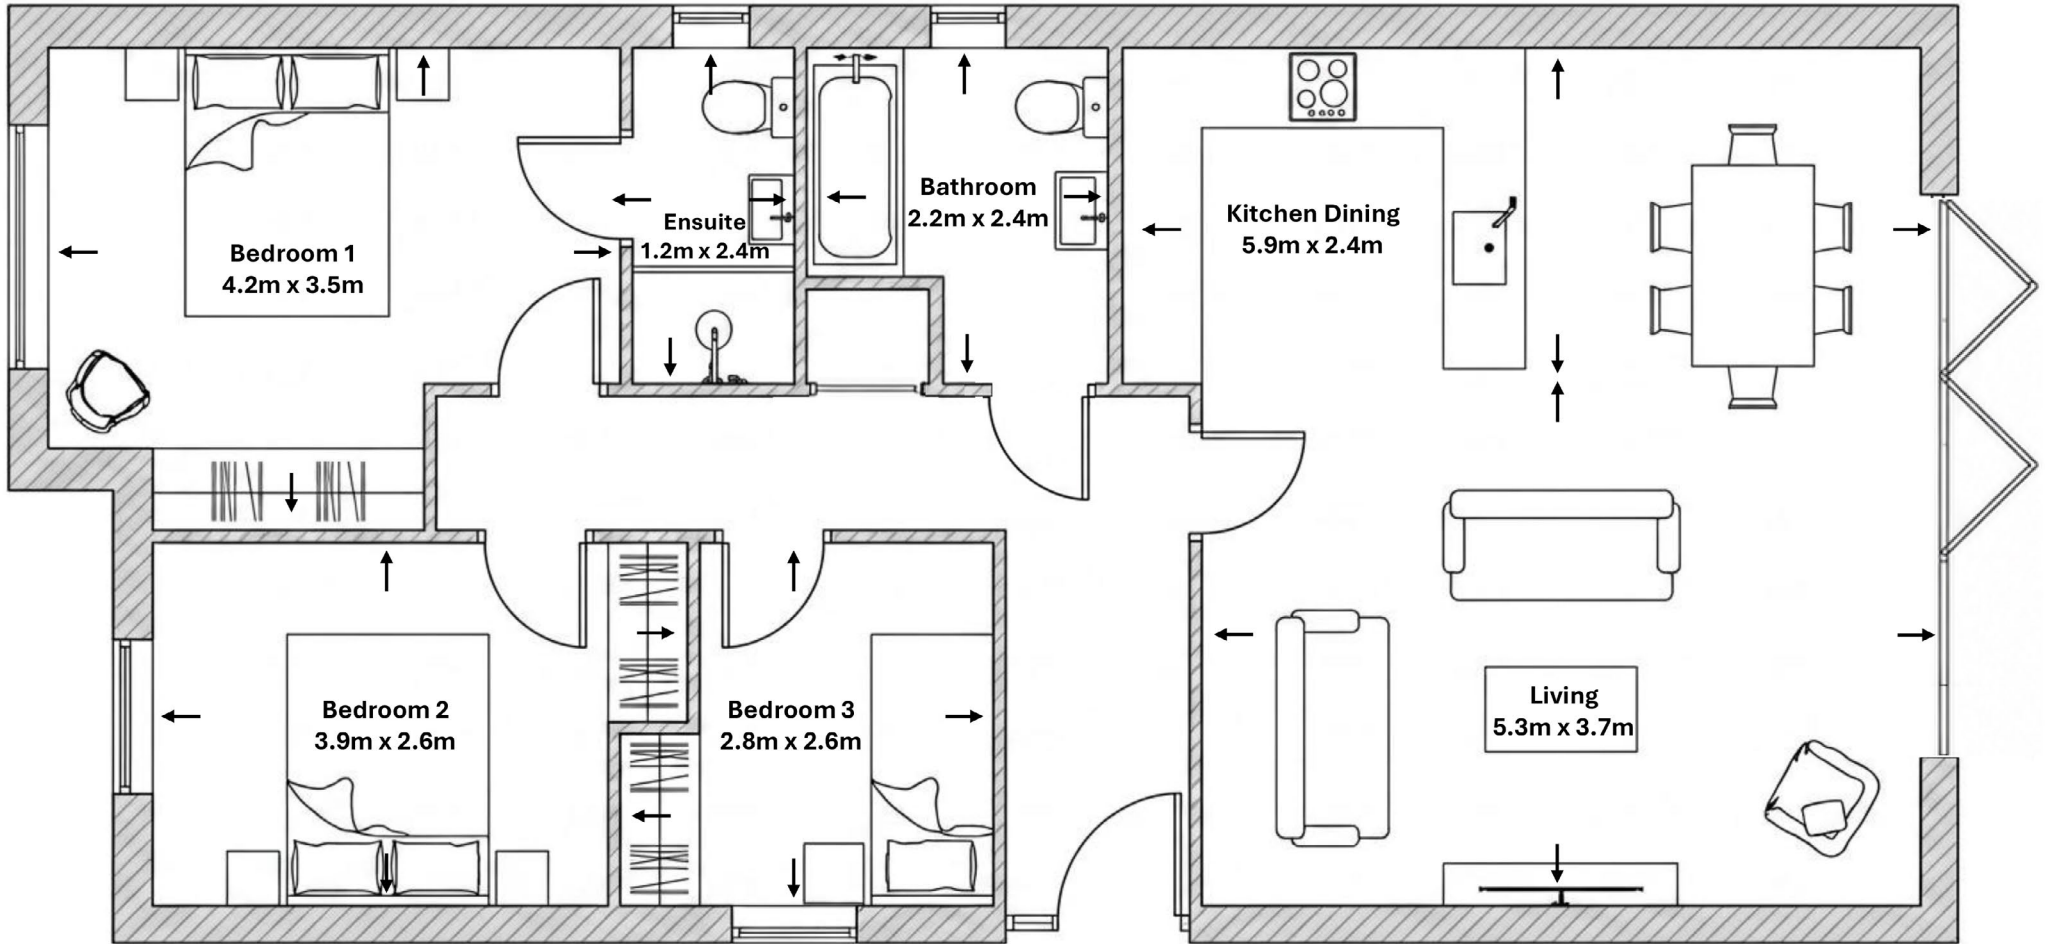 Bedroom 1
4.2m x 3.5m
Ensuite
1.2m x 2.4m
Bathroom
2.2m x 2.4m
Kitchen Dining
5.9m x 2.4m
Bedroom 2
3.9m x 2.6m
Bedroom 3
2.8m x 2.6m
Living
5.3m x 3.7m